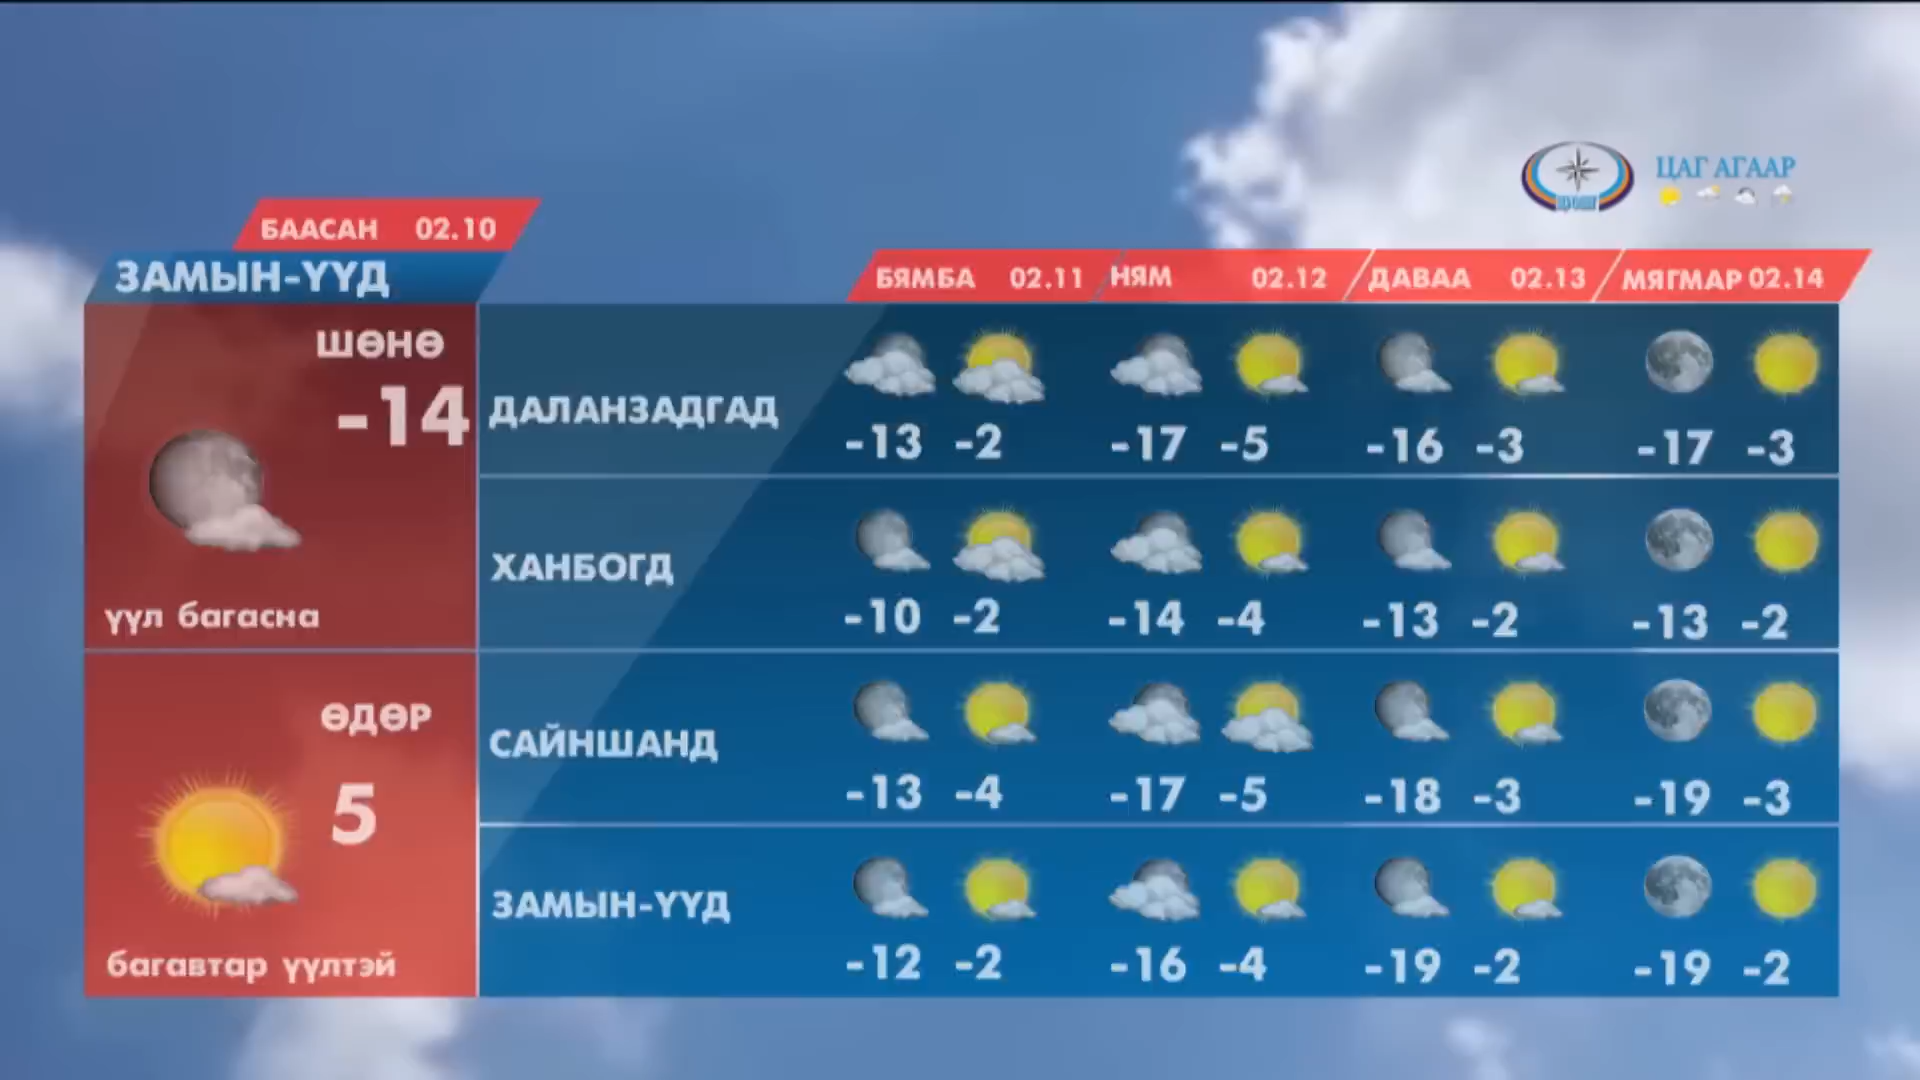 ЦАГ АГААР
БААСАН 02.10
ЗАМЫН-ҮҮД
ШӨНӨ
-14
үүл багасна
ӨДӨР
5
багавтар үүлтэй
БЯМБА 02.11 НЯМ 02.12 ДАВАА 02.13 МЯГМАР 02.14
ДАЛАНЗАДГАД -13 -2 -17 -5 -16 -3 -17 -3
ХАНБОГД -10 -2 -14 -4 -13 -2 -13 -2
САЙНШАНД -13 -4 -17 -5 -18 -3 -19 -3
ЗАМЫН-ҮҮД -12 -2 -16 -4 -19 -2 -19 -2